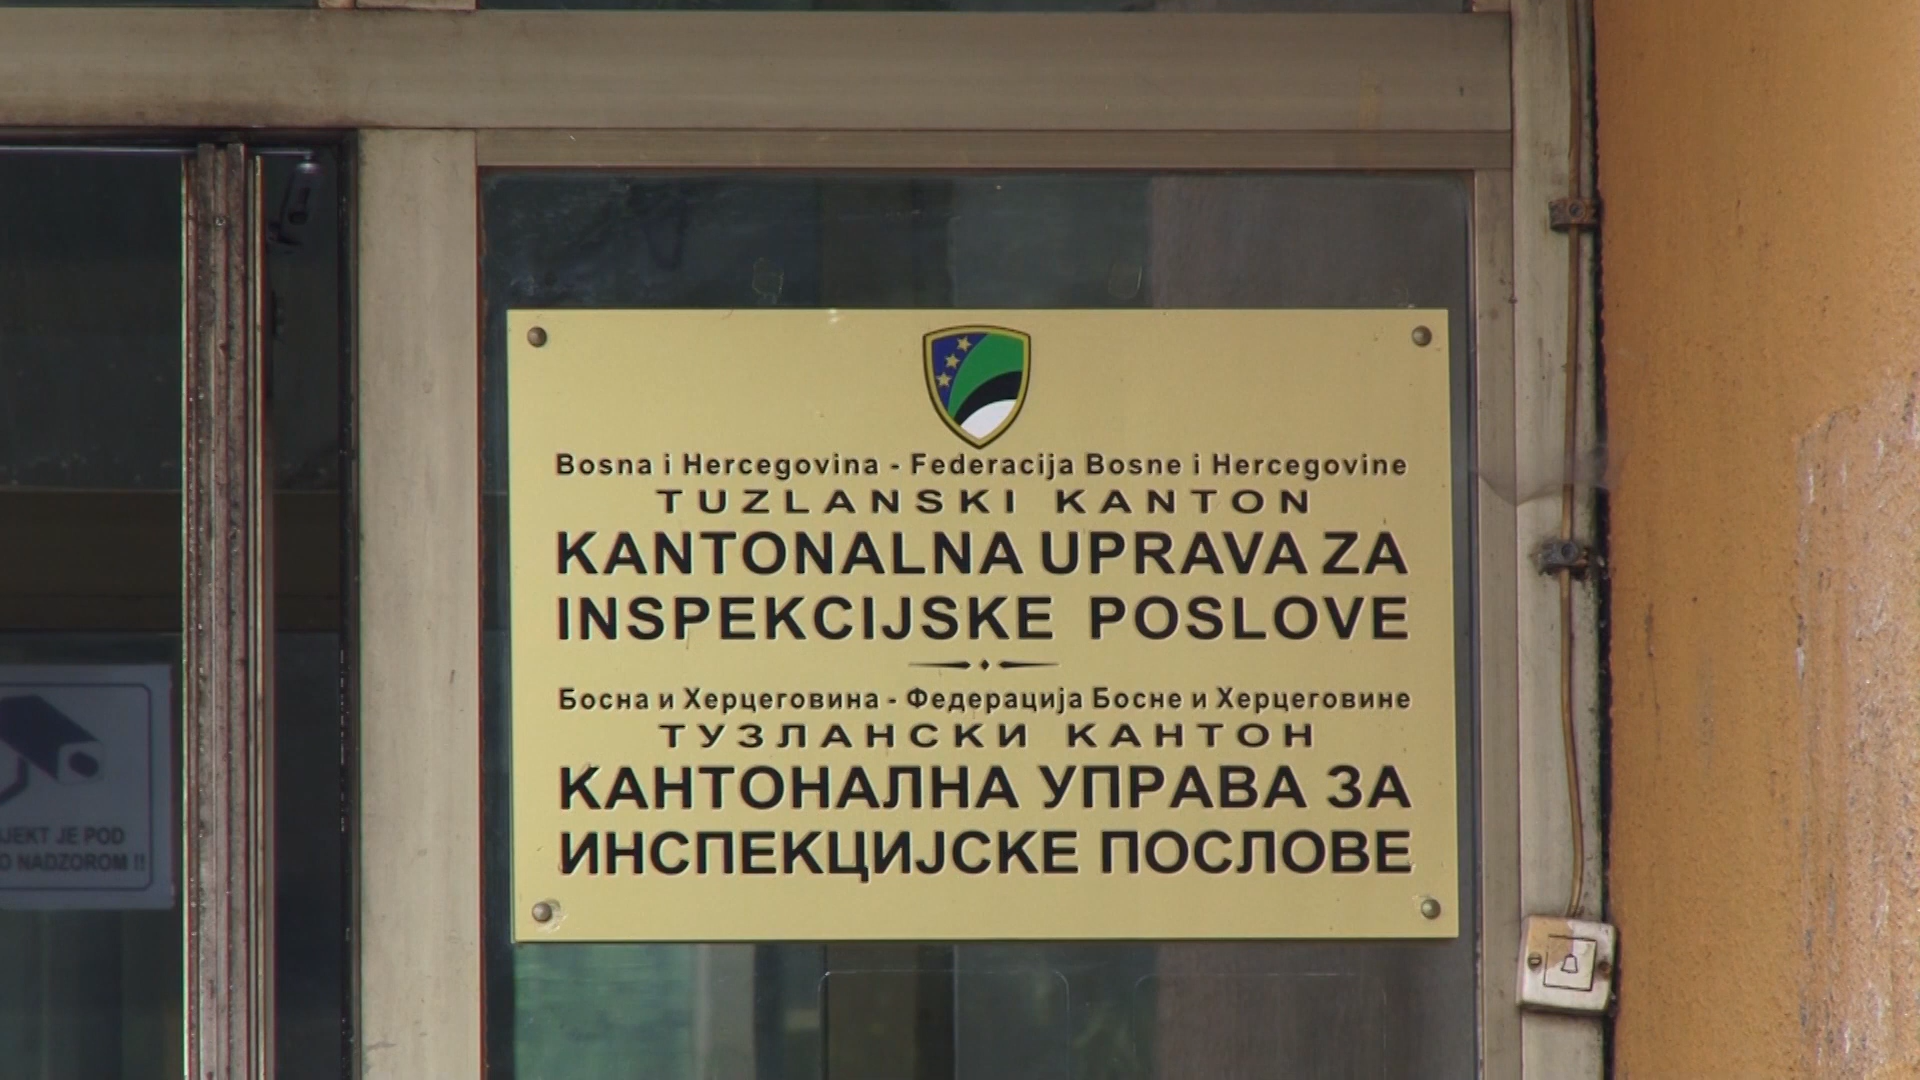 Bosna i Hercegovina - Federacija Bosne i Hercegovine
TUZLANSKI KANTON
KANTONALNA UPRAVA ZA
INSPEKCIJSKE POSLOVE
Босна и Херцеговина - Федерација Босне и Херцеговине
ТУЗЛАНСКИ КАНТОН
КАНТОНАЛНА УПРАВА ЗА
ИНСПЕКЦИЈСКЕ ПОСЛОВЕ
JE POD
NADZOROM !!